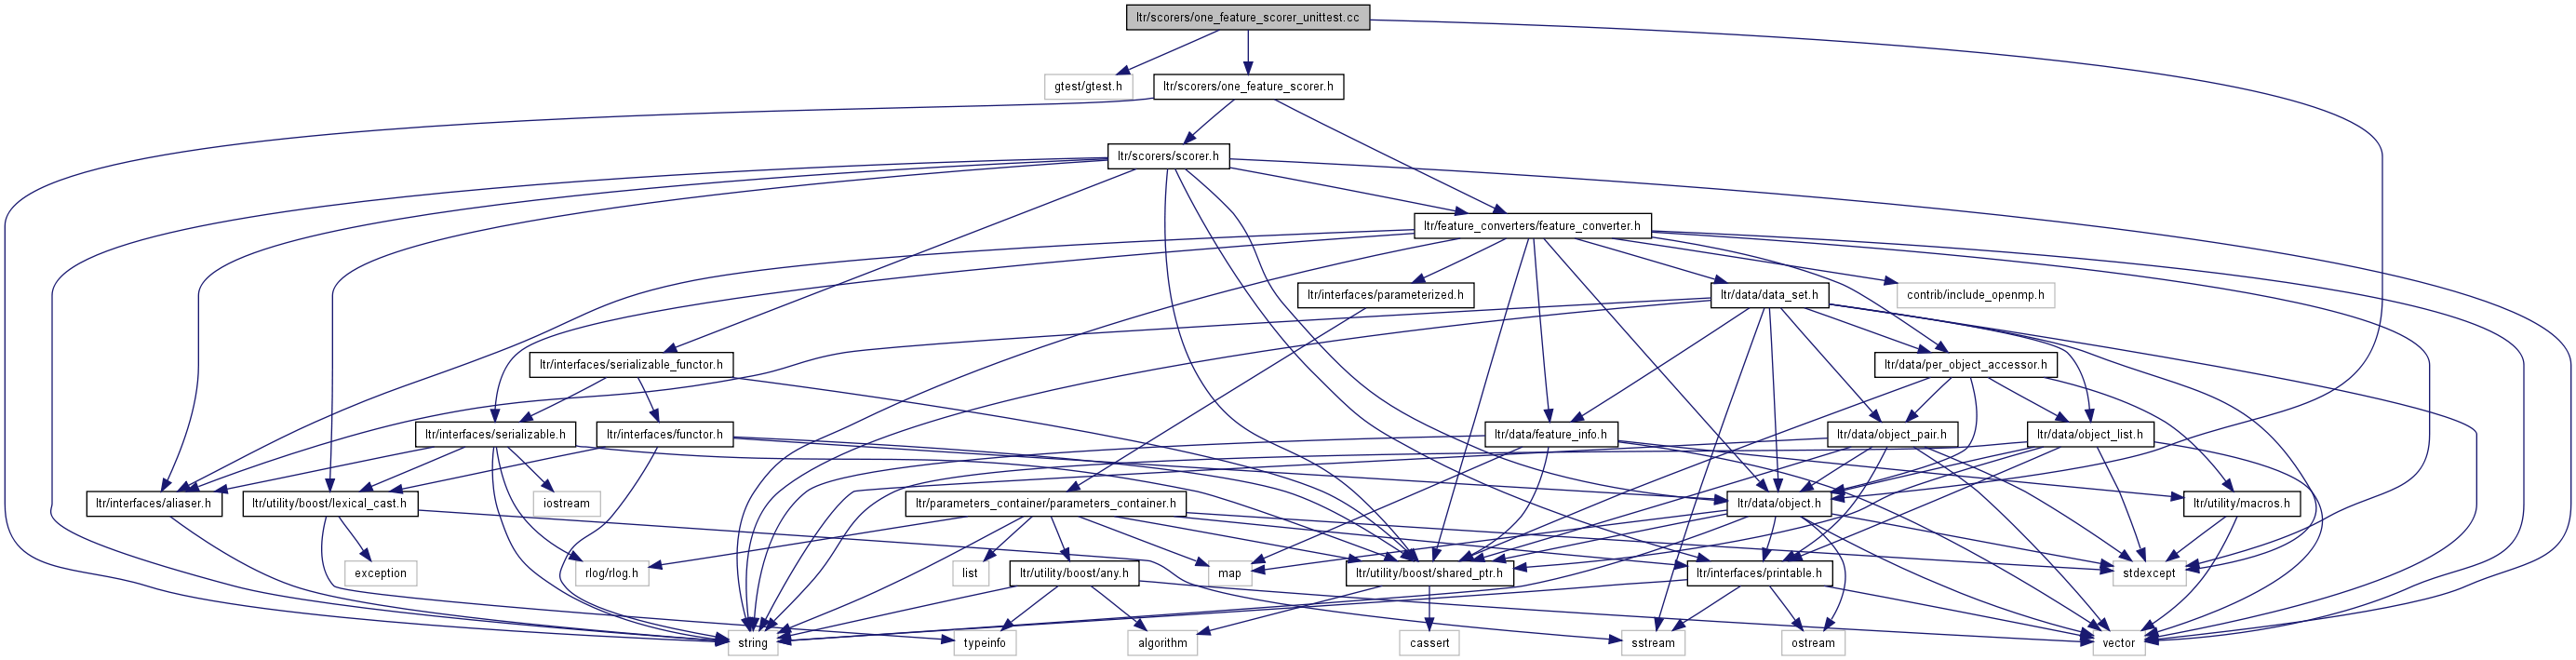 ltr/scorers/one_feature_scorer_unittest.cc
gtest/gtest.h
ltr/scorers/one_feature_scorer.h
ltr/scorers/scorer.h
ltr/feature_converters/feature_converter.h
ltr/interfaces/parameterized.h
ltr/data/data_set.h
contrib/include_openmp.h
ltr/interfaces/serializable_functor.h
ltr/data/per_object_accessor.h
ltr/interfaces/serializable.h
ltr/interfaces/functor.h
ltr/data/feature_info.h
ltr/data/object_pair.h
ltr/data/object_list.h
ltr/interfaces/aliaser.h
ltr/utility/boost/lexical_cast.h
iostream
ltr/parameters_container/parameters_container.h
ltr/data/object.h
ltr/utility/macros.h
exception
rlog/rlog.h
list
ltr/utility/boost/any.h
map
ltr/utility/boost/shared_ptr.h
ltr/interfaces/printable.h
stdexcept
string
typeinfo
algorithm
cassert
sstream
ostream
vector